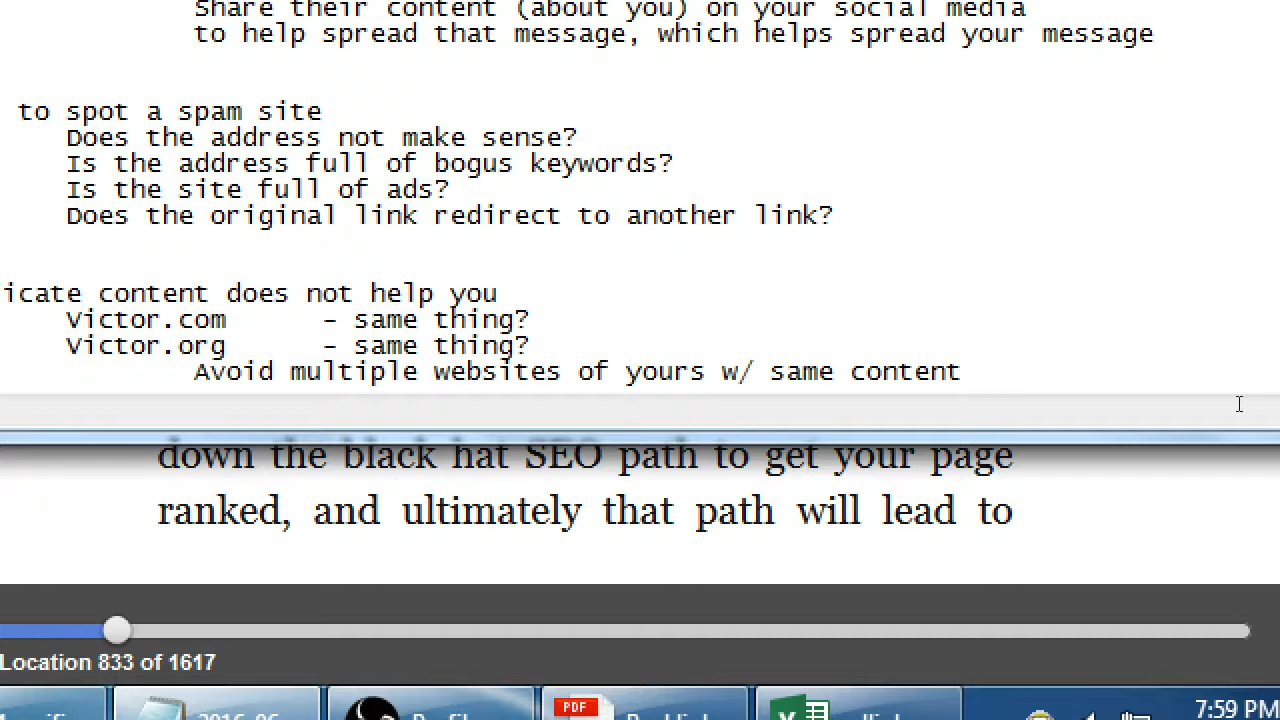 Share their content (about you) on your social media
to help spread that message, which helps spread your message
to spot a spam site
Does the address not make sense?
Is the address full of bogus keywords?
Is the site full of ads?
Does the original link redirect to another link?
icate content does not help you
Victor.com - same thing?
Victor.org - same thing?
Avoid multiple websites of yours w/ same content
down the black hat SEO path to get your page
ranked, and ultimately that path will lead to
Location 833 of 1617
PDF
7:59 PM